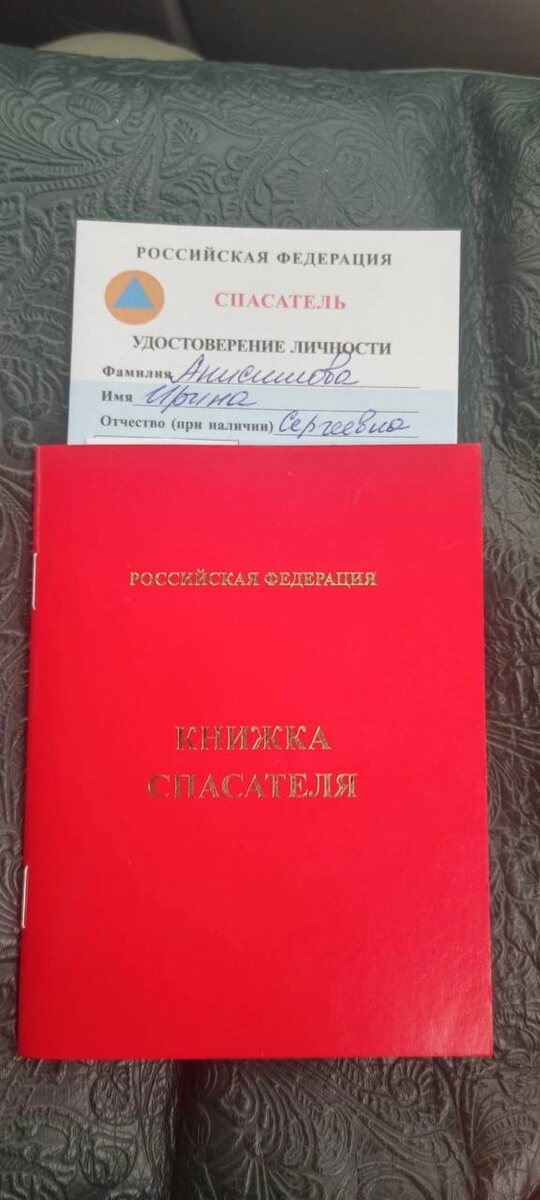 РОССИЙСКАЯ ФЕДЕРАЦИЯ
СПАСАТЕЛЬ
УДОСТОВЕРЕНИЕ ЛИЧНОСТИ
Фамилия Анисимова
Имя Ирина
Отчество (при наличии) Сергеевна
РОССИЙСКАЯ ФЕДЕРАЦИЯ
КНИЖКА
СПАСАТЕЛЯ